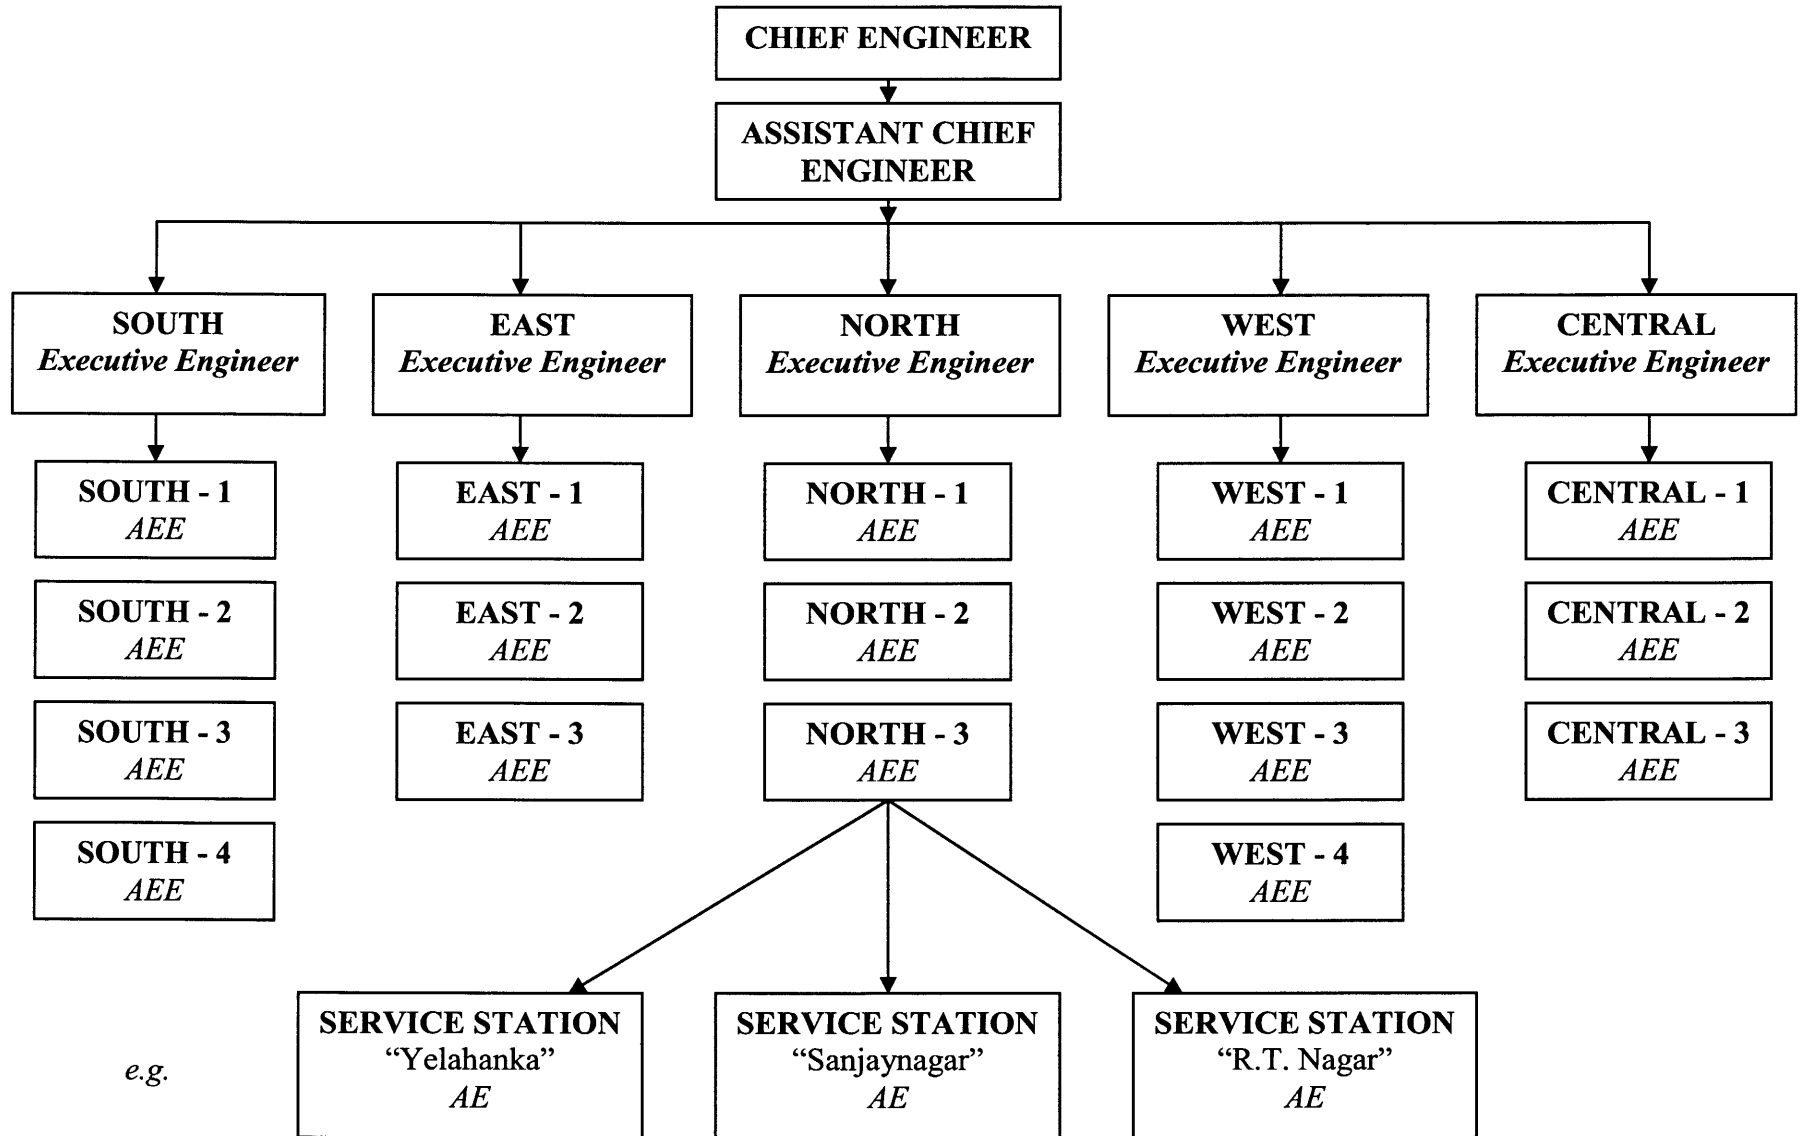 CHIEF ENGINEER
ASSISTANT CHIEF
ENGINEER
SOUTH
Executive Engineer
EAST
Executive Engineer
NORTH
Executive Engineer
WEST
Executive Engineer
CENTRAL
Executive Engineer
SOUTH - 1
AEE
EAST - 1
AEE
NORTH - 1
AEE
WEST - 1
AEE
CENTRAL - 1
AEE
SOUTH - 2
AEE
EAST - 2
AEE
NORTH - 2
AEE
WEST - 2
AEE
CENTRAL - 2
AEE
SOUTH - 3
AEE
EAST - 3
AEE
NORTH - 3
AEE
WEST - 3
AEE
CENTRAL - 3
AEE
SOUTH - 4
AEE
WEST - 4
AEE
e.g.
SERVICE STATION
“Yelahanka”
AE
SERVICE STATION
“Sanjaynagar”
AE
SERVICE STATION
“R.T. Nagar”
AE